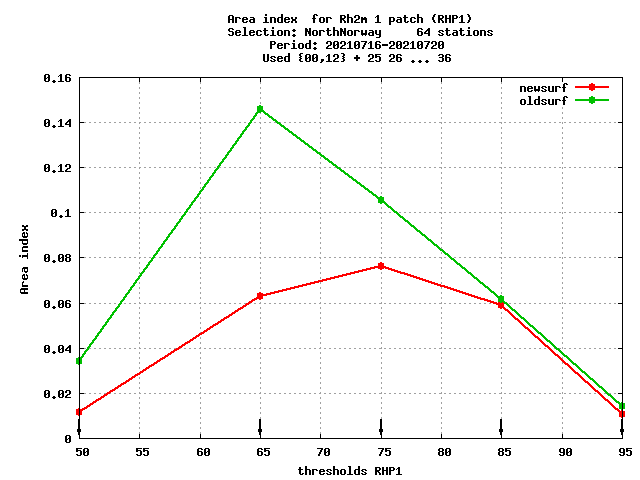 Area index  for Rh2m 1 patch (RHP1)
Selection: NorthNorway     64 stations
Period: 20210716-20210720
Used {00,12} + 25 26 ... 36
0.16
0.14
0.12
0.1
0.08
0.06
0.04
0.02
0
Area index
newsurf
oldsurf
50 55 60 65 70 75 80 85 90 95
thresholds RHP1